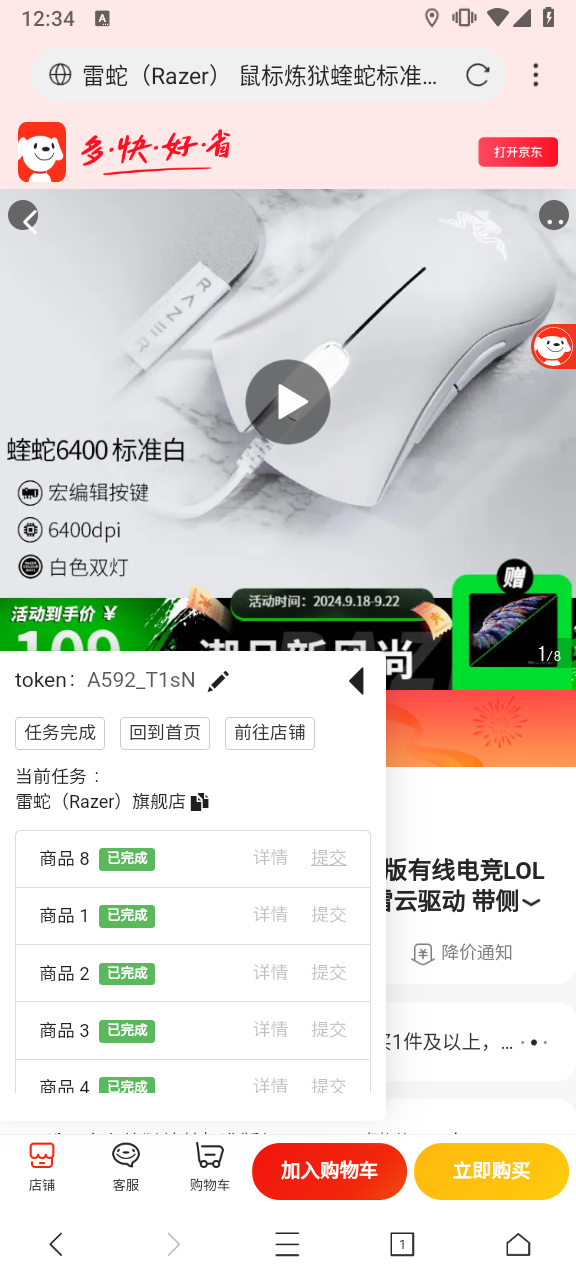 12:34
A
雷蛇（Razer） 鼠标炼狱蝰蛇标准…
多·快·好·省
打开京东
RAZER
蝰蛇6400 标准白
宏编辑按键
6400dpi
白色双灯
赠
活动时间：2024.9.18-9.22
活动到手价 ¥
109
潮品新风尚
1/8
token： A592_T1sN
任务完成
回到首页
前往店铺
当前任务：
雷蛇（Razer）旗舰店
商品 8 已完成 详情 提交
版有线电竞LOL
雷云驱动 带侧
商品 1 已完成 详情 提交
降价通知
商品 2 已完成 详情 提交
商品 3 已完成 详情 提交
买1件及以上，…
商品 4 已完成 详情 提交
店铺
客服
购物车
加入购物车
立即购买
1